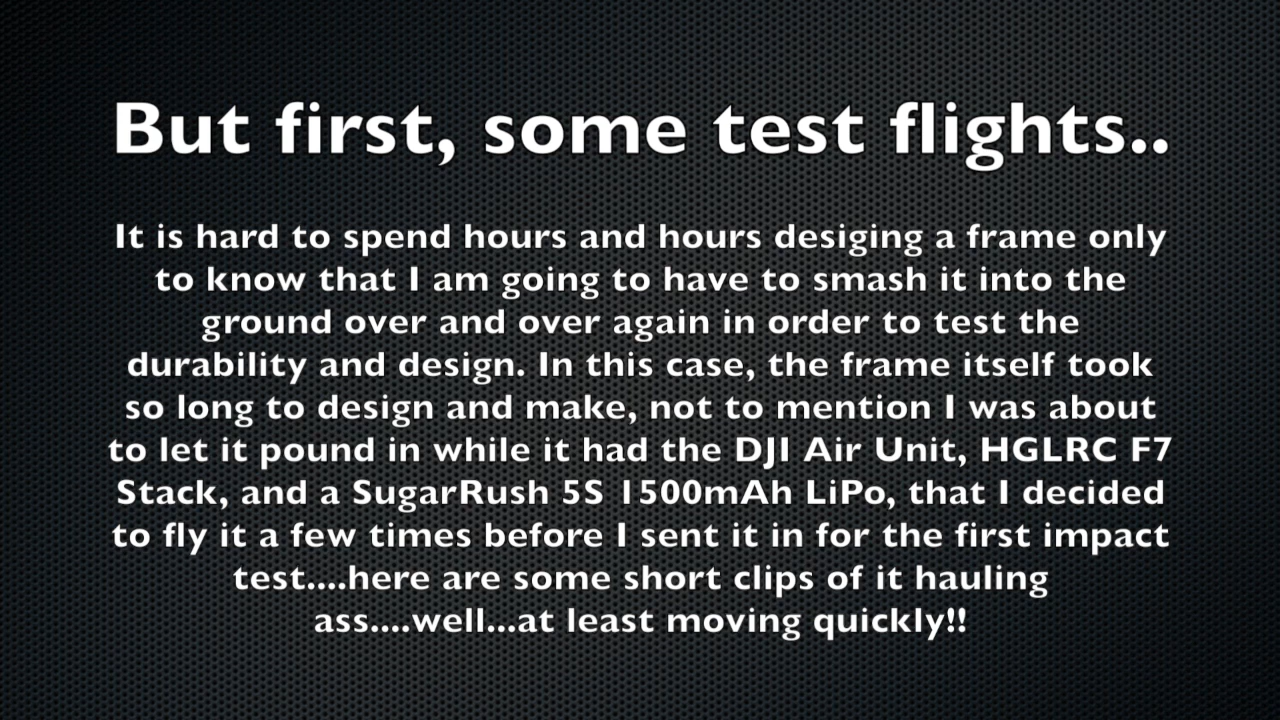 But first, some test flights..
It is hard to spend hours and hours desiging a frame only
to know that I am going to have to smash it into the
ground over and over again in order to test the
durability and design. In this case, the frame itself took
so long to design and make, not to mention I was about
to let it pound in while it had the DJI Air Unit, HGLRC F7
Stack, and a SugarRush 5S 1500mAh LiPo, that I decided
to fly it a few times before I sent it in for the first impact
test....here are some short clips of it hauling
ass....well...at least moving quickly!!